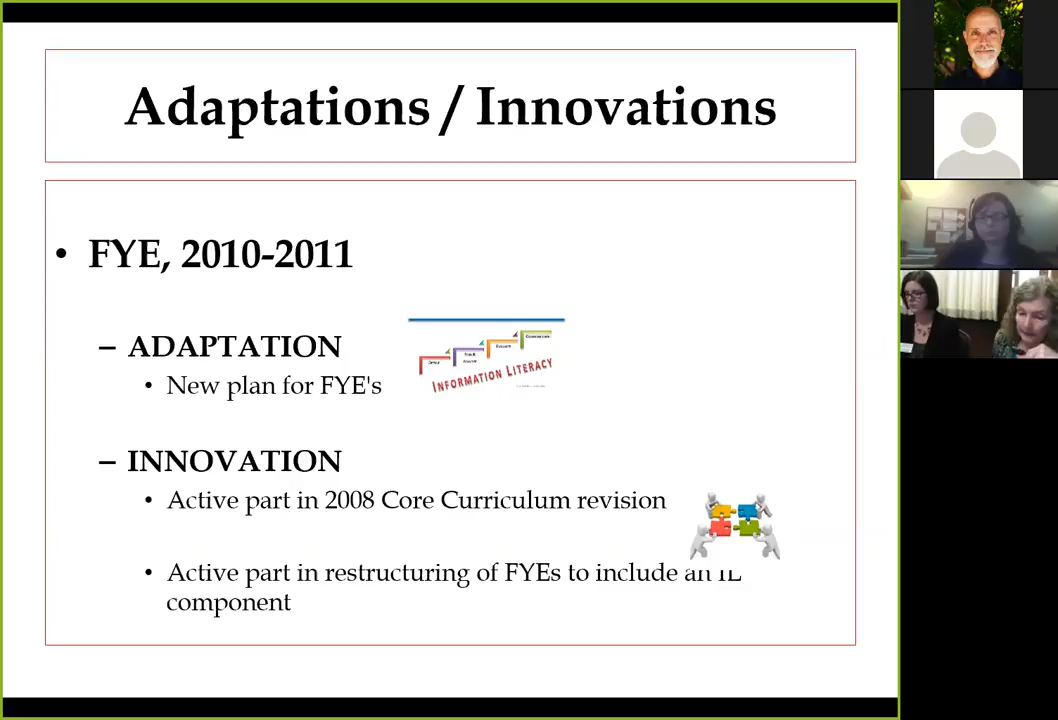 Adaptations / Innovations
• FYE, 2010-2011
– ADAPTATION
• New plan for FYE's
INFORMATION LITERACY
– INNOVATION
• Active part in 2008 Core Curriculum revision
• Active part in restructuring of FYEs to include an IL
component